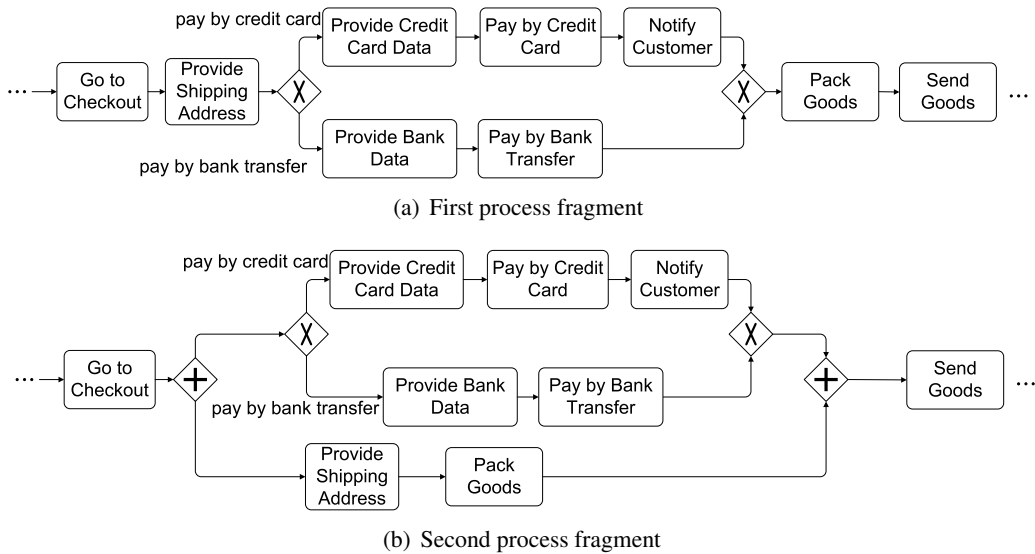 pay by credit card
Provide Credit
Card Data
Pay by Credit
Card
Notify
Customer
...
Go to
Checkout
Provide
Shipping
Address
X
X
Pack
Goods
Send
Goods
...
pay by bank transfer
Provide Bank
Data
Pay by Bank
Transfer
(a) First process fragment
pay by credit card
Provide Credit
Card Data
Pay by Credit
Card
Notify
Customer
X
X
...
Go to
Checkout
+
pay by bank transfer
Provide Bank
Data
Pay by Bank
Transfer
+
Send
Goods
...
Provide
Shipping
Address
Pack
Goods
(b) Second process fragment